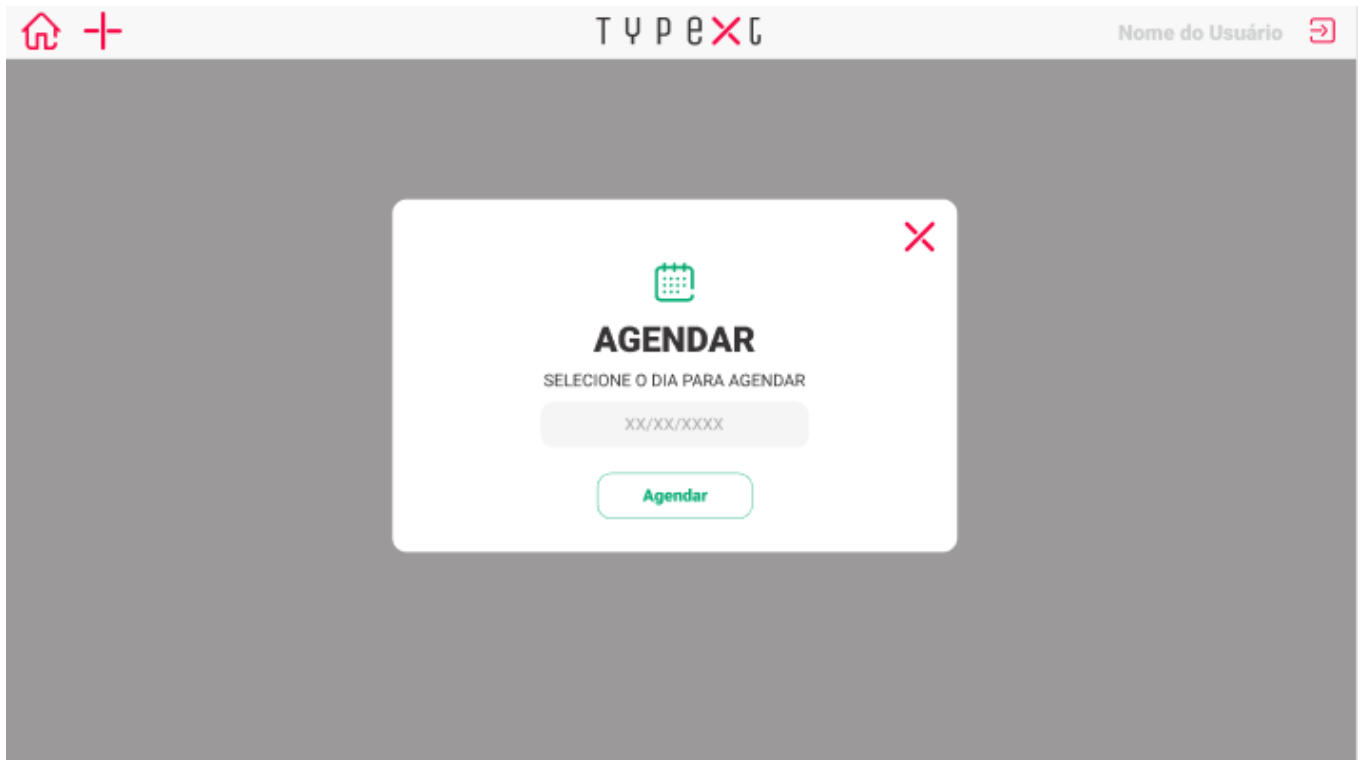 TYPEXT
Nome do Usuário
AGENDAR
SELECIONE O DIA PARA AGENDAR
XX/XX/XXXX
Agendar